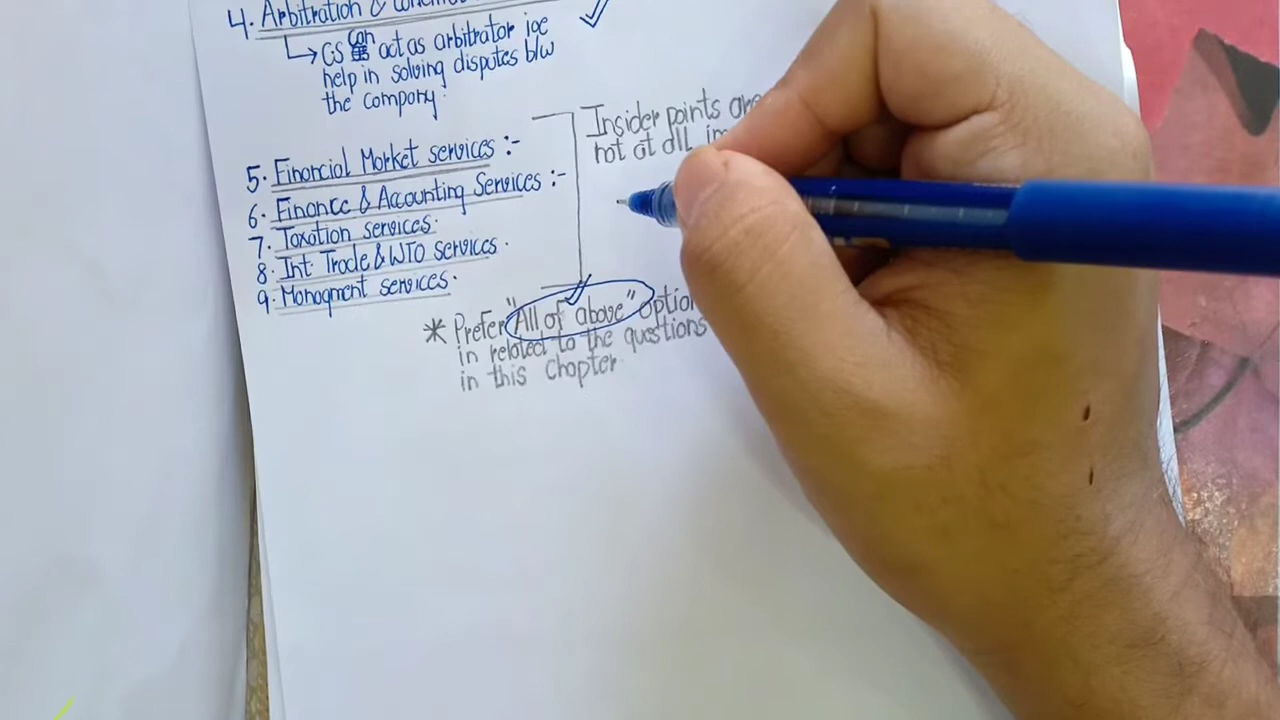 4. Arbitration &
↳ CS can act as arbitrator ioe
help in solving disputes b/w
the company.
Insider points are
not at all
5. Financial Market services :-
6. Finance & Accounting Services :-
7. Taxation services.
8. Int. Trade & WTO services.
9. Managment services.
* Prefer "All of above" option
in related to the questions
in this chapter.